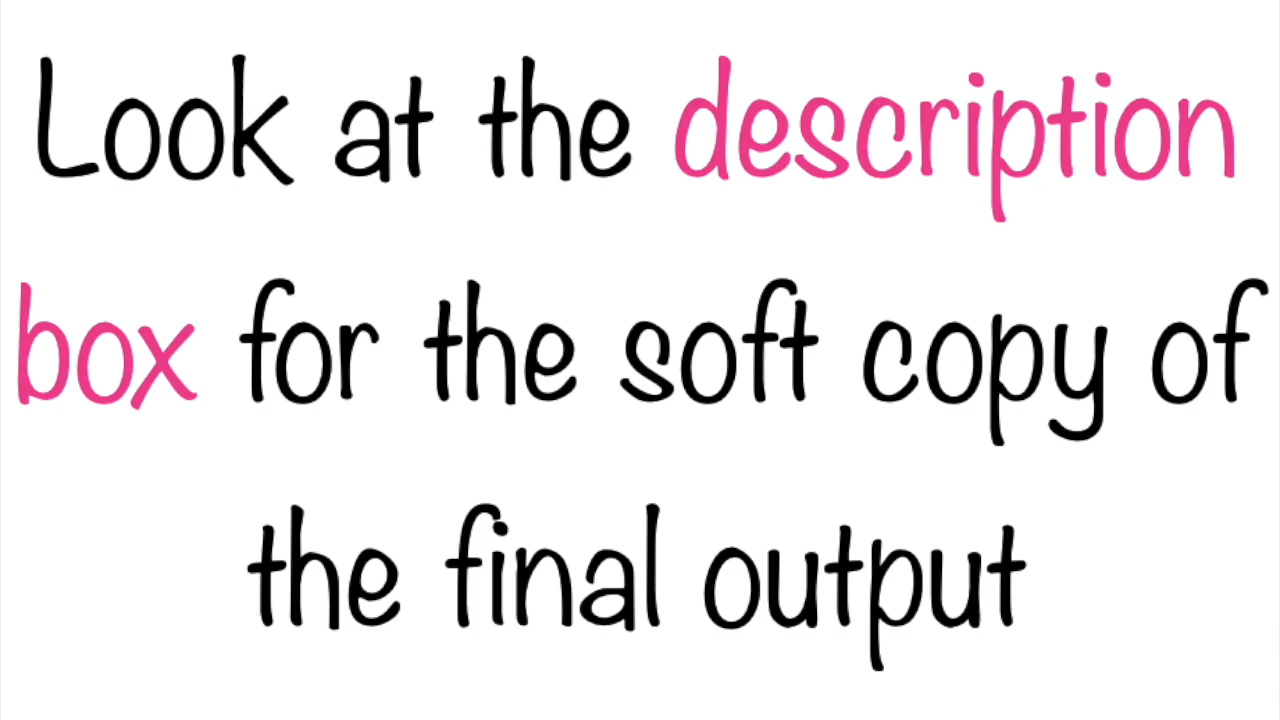 Look at the description
box for the soft copy of
the final output